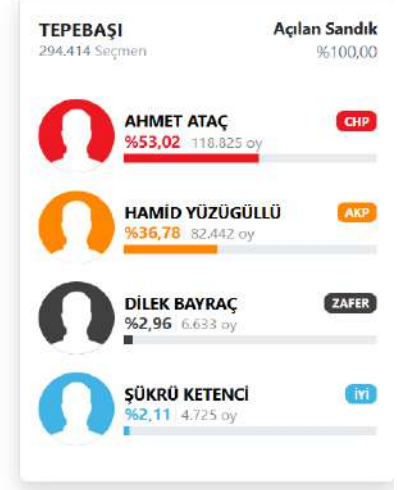 TEPEBAŞI Açılan Sandık
294.414 Seçmen %100,00
AHMET ATAÇ CHP
%53,02 118.825 oy
HAMİD YÜZÜGÜLLÜ AKP
%36,78 82.442 oy
DİLEK BAYRAÇ ZAFER
%2,96 6.633 oy
ŞÜKRÜ KETENCİ İYİ
%2,11 4.725 oy